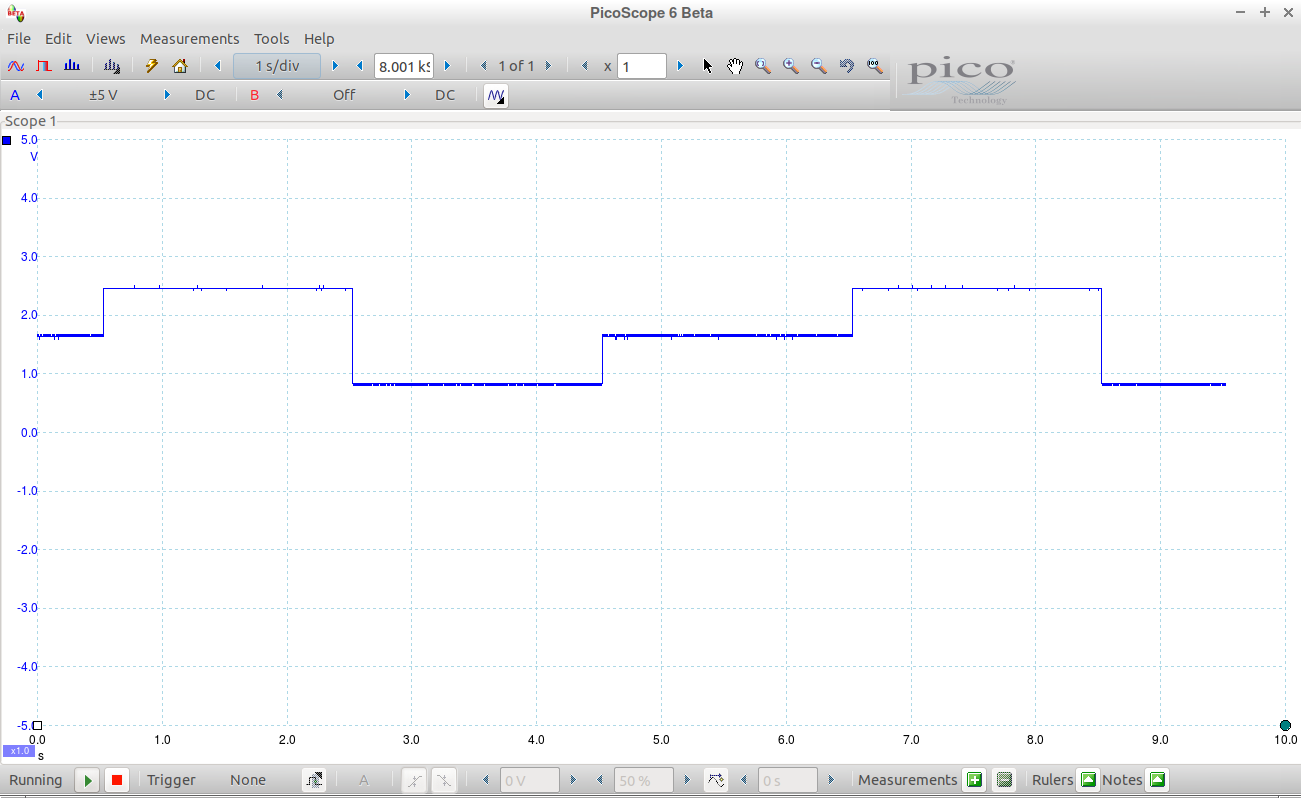 BETA
PicoScope 6 Beta
File Edit Views Measurements Tools Help
1 s/div 8.001 kS 1 of 1 x 1
pico
Technology
A ±5 V DC B Off DC
Scope 1
5.0
V
4.0
3.0
2.0
1.0
0.0
-1.0
-2.0
-3.0
-4.0
-5.0
0.0 1.0 2.0 3.0 4.0 5.0 6.0 7.0 8.0 9.0 10.0
x1.0
s
Running Trigger None A 0 V 50 % 0 s Measurements Rulers Notes